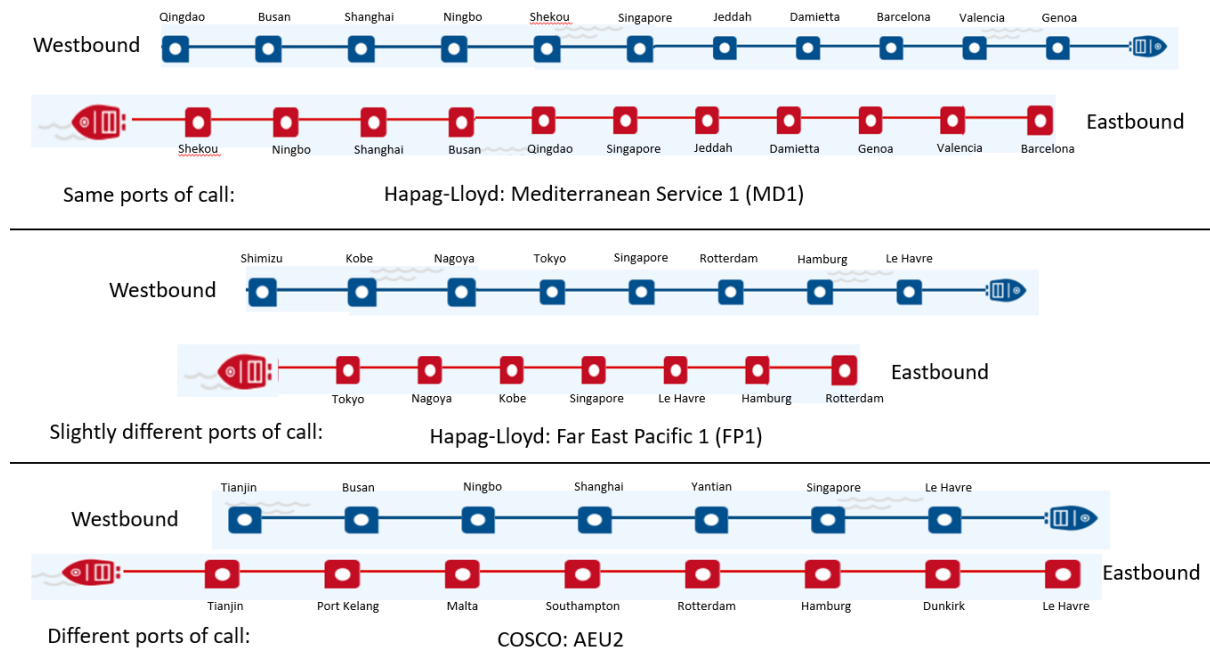 Qingdao Busan Shanghai Ningbo Shekou Singapore Jeddah Damietta Barcelona Valencia Genoa
Westbound
Eastbound
Shekou Ningbo Shanghai Busan Qingdao Singapore Jeddah Damietta Genoa Valencia Barcelona
Same ports of call: Hapag-Lloyd: Mediterranean Service 1 (MD1)
Shimizu Kobe Nagoya Tokyo Singapore Rotterdam Hamburg Le Havre
Westbound
Eastbound
Tokyo Nagoya Kobe Singapore Le Havre Hamburg Rotterdam
Slightly different ports of call: Hapag-Lloyd: Far East Pacific 1 (FP1)
Tianjin Busan Ningbo Shanghai Yantian Singapore Le Havre
Westbound
Eastbound
Tianjin Port Kelang Malta Southampton Rotterdam Hamburg Dunkirk Le Havre
Different ports of call: COSCO: AEU2